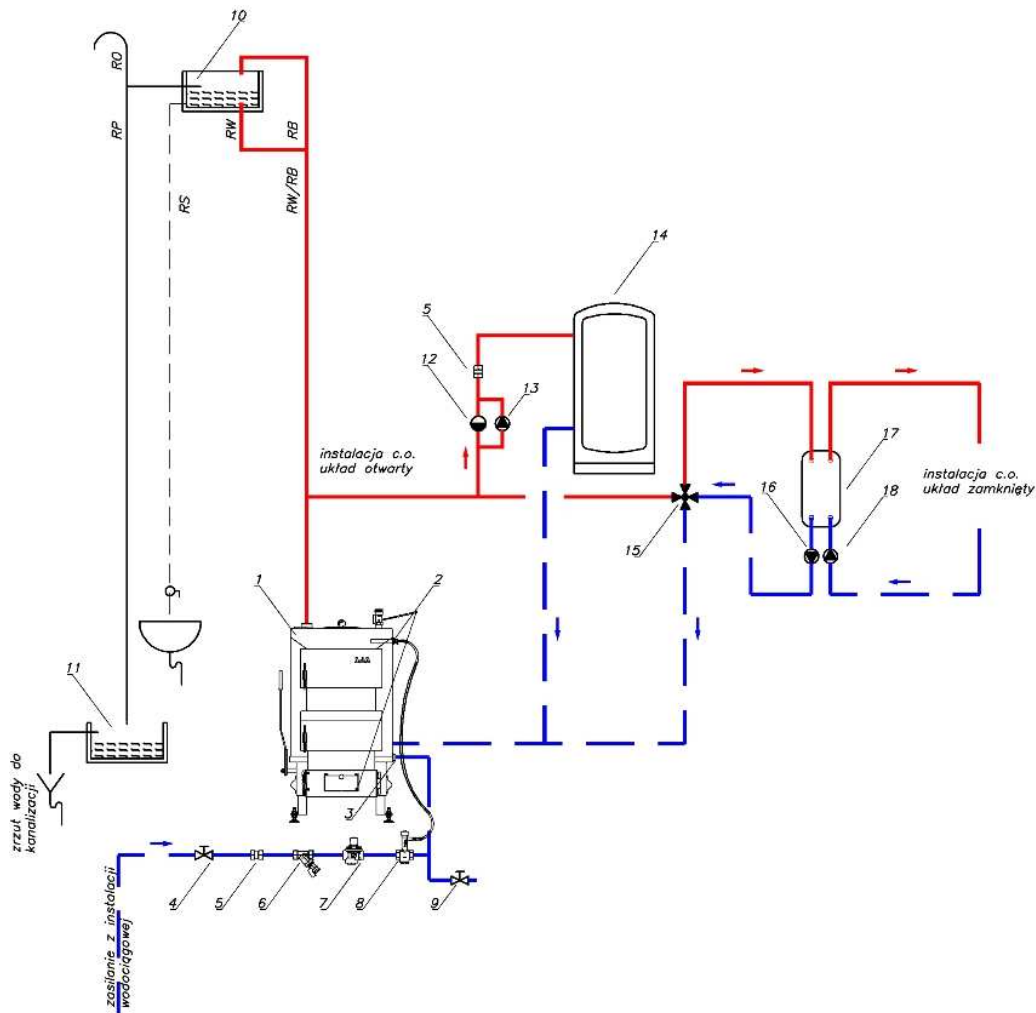 10
RO
RP
RW
RB
RS
RW/RB
14
5
12
13
instalacja c.o.
układ otwarty
17
instalacja c.o.
układ zamknięty
16
18
15
1
2
11
3
zrzut wody do
kanalizacji
4
5
6
7
8
9
zasilanie z instalacji
wodociągowej